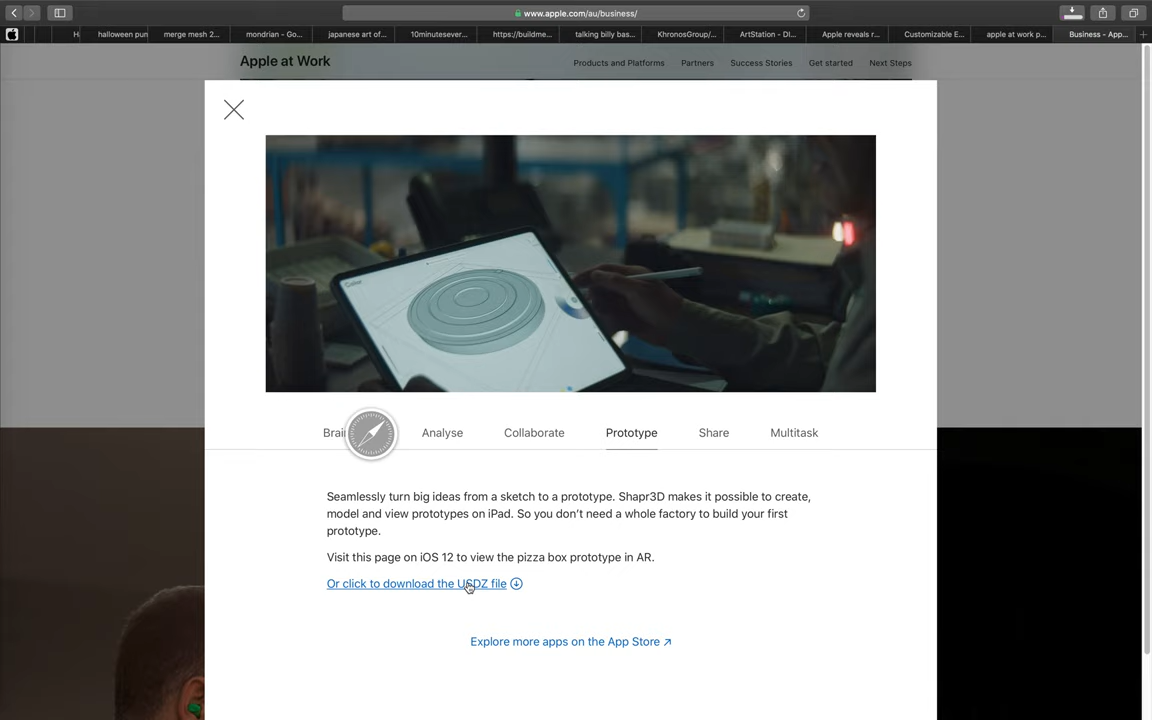 www.apple.com/au/business/
H
halloween pun
merge mesh 2...
mondrian - Go...
japanese art of...
10minutesever...
https://buildme...
talking billy bas...
KhronosGroup/...
ArtStation - DI...
Apple reveals r...
Customizable E...
apple at work p...
Business - App...
Apple at Work
Products and Platforms
Partners
Success Stories
Get started
Next Steps
Color
Brai
Analyse
Collaborate
Prototype
Share
Multitask
Seamlessly turn big ideas from a sketch to a prototype. Shapr3D makes it possible to create,
model and view prototypes on iPad. So you don't need a whole factory to build your first
prototype.
Visit this page on iOS 12 to view the pizza box prototype in AR.
Or click to download the USDZ file
Explore more apps on the App Store